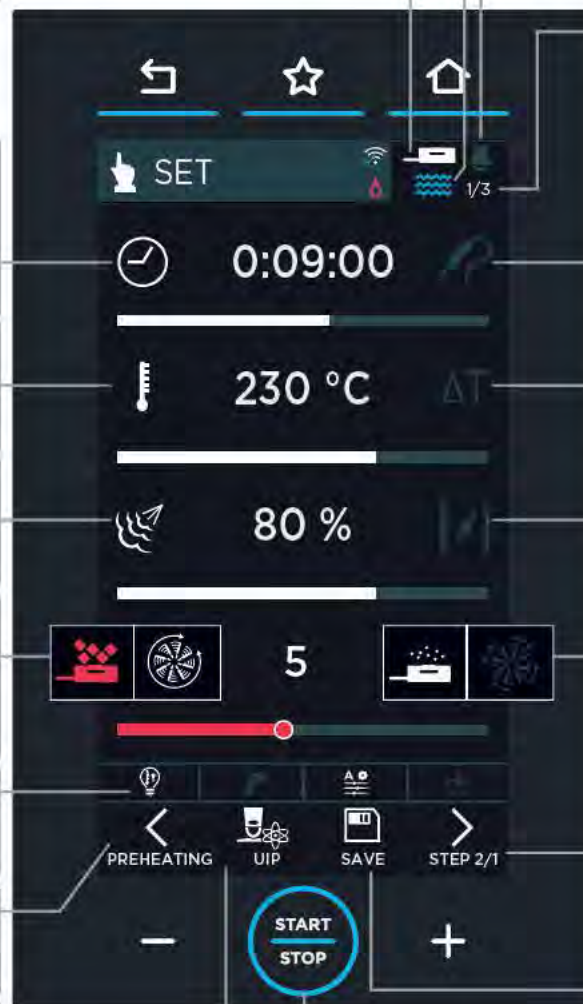 SET
1/3
0:09:00
230 °C
ΔT
80 %
5
A
PREHEATING
UIP
SAVE
STEP 2/1
START
STOP